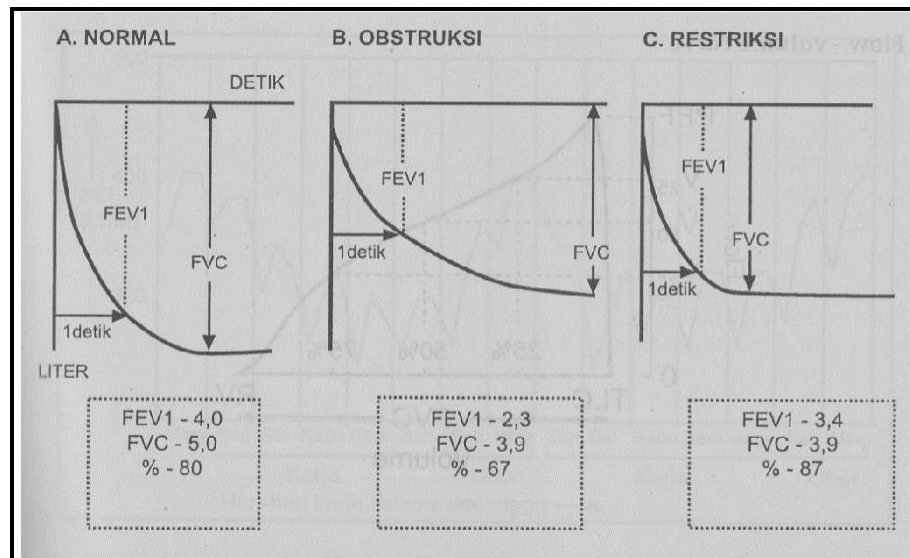 A. NORMAL
B. OBSTRUKSI
C. RESTRIKSI
DETIK
FEV1
FVC
1detik
LITER
FEV1
1detik
FVC
FEV1
FVC
1detik
FEV1 - 4,0
FVC - 5,0
% - 80
FEV1 - 2,3
FVC - 3,9
% - 67
FEV1 - 3,4
FVC - 3,9
% - 87